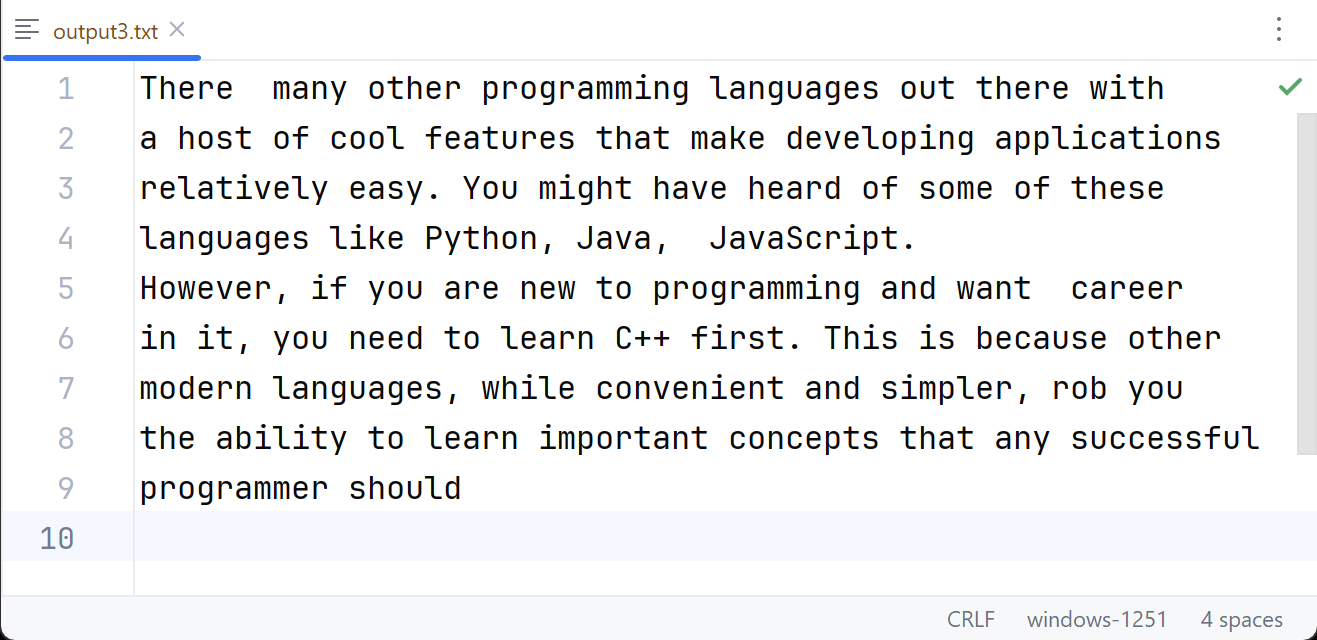 output3.txt
1 There  many other programming languages out there with
2 a host of cool features that make developing applications
3 relatively easy. You might have heard of some of these
4 languages like Python, Java,  JavaScript.
5 However, if you are new to programming and want  career
6 in it, you need to learn C++ first. This is because other
7 modern languages, while convenient and simpler, rob you
8 the ability to learn important concepts that any successful
9 programmer should
10
CRLF windows-1251 4 spaces